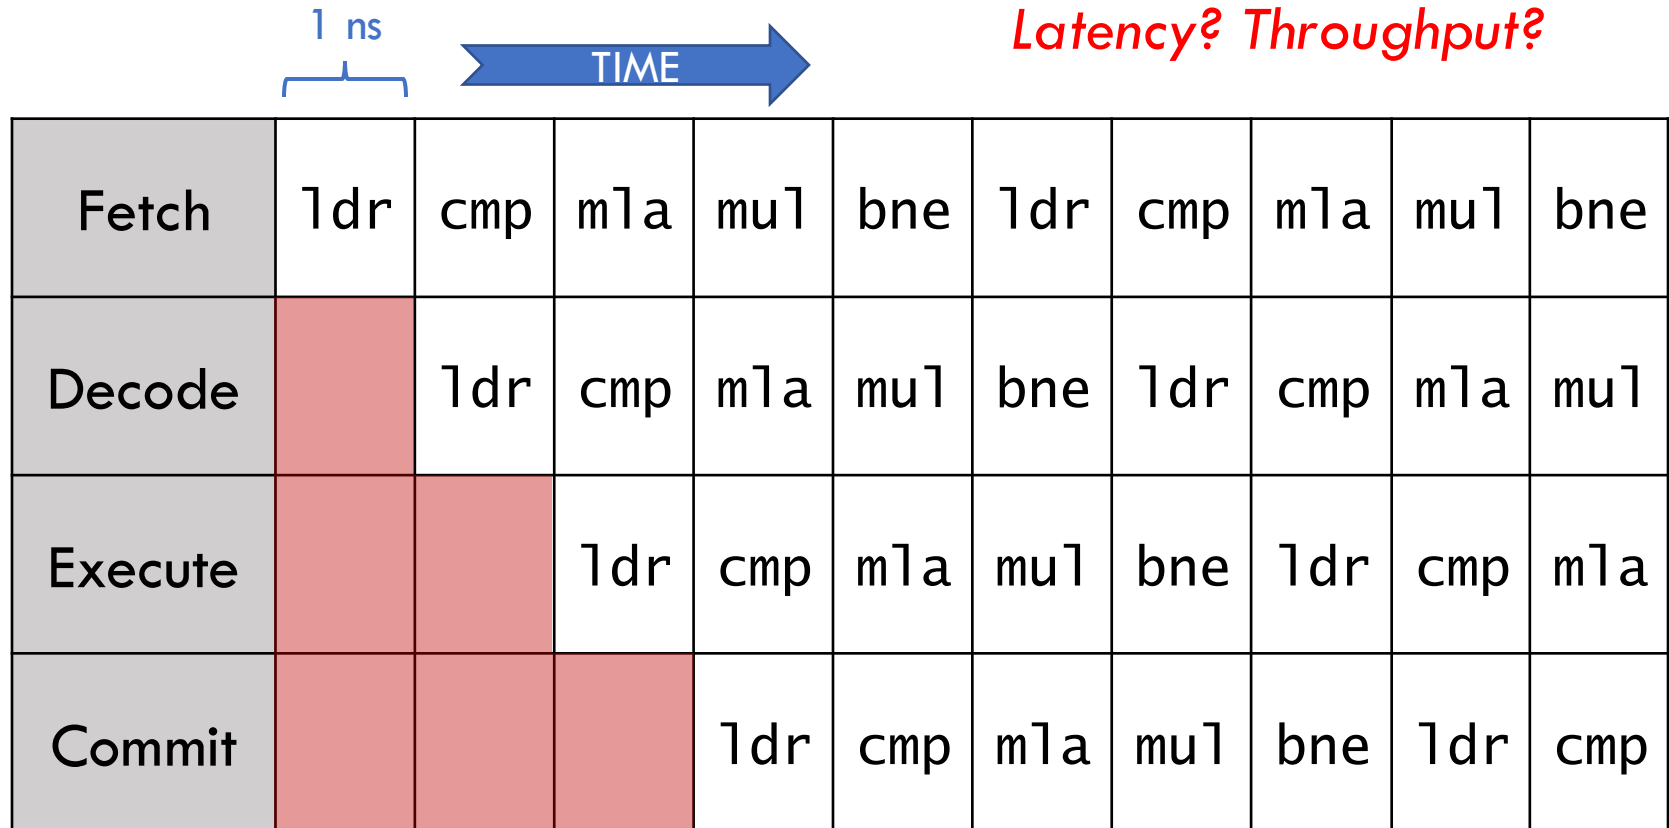 1 ns
TIME
Latency? Throughput?
Fetch ldr cmp mla mul bne ldr cmp mla mul bne
Decode ldr cmp mla mul bne ldr cmp mla mul
Execute ldr cmp mla mul bne ldr cmp mla
Commit ldr cmp mla mul bne ldr cmp